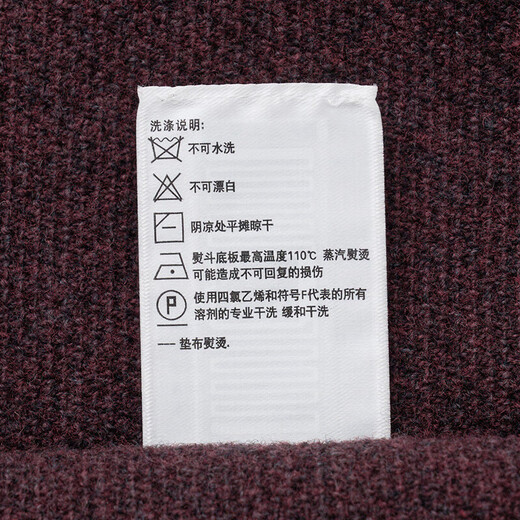 洗涤说明:
不可水洗
不可漂白
阴凉处平摊晾干
熨斗底板最高温度110℃ 蒸汽熨烫
可能造成不可回复的损伤
P 使用四氯乙烯和符号F代表的所有
溶剂的专业干洗 缓和干洗
— 垫布熨烫.